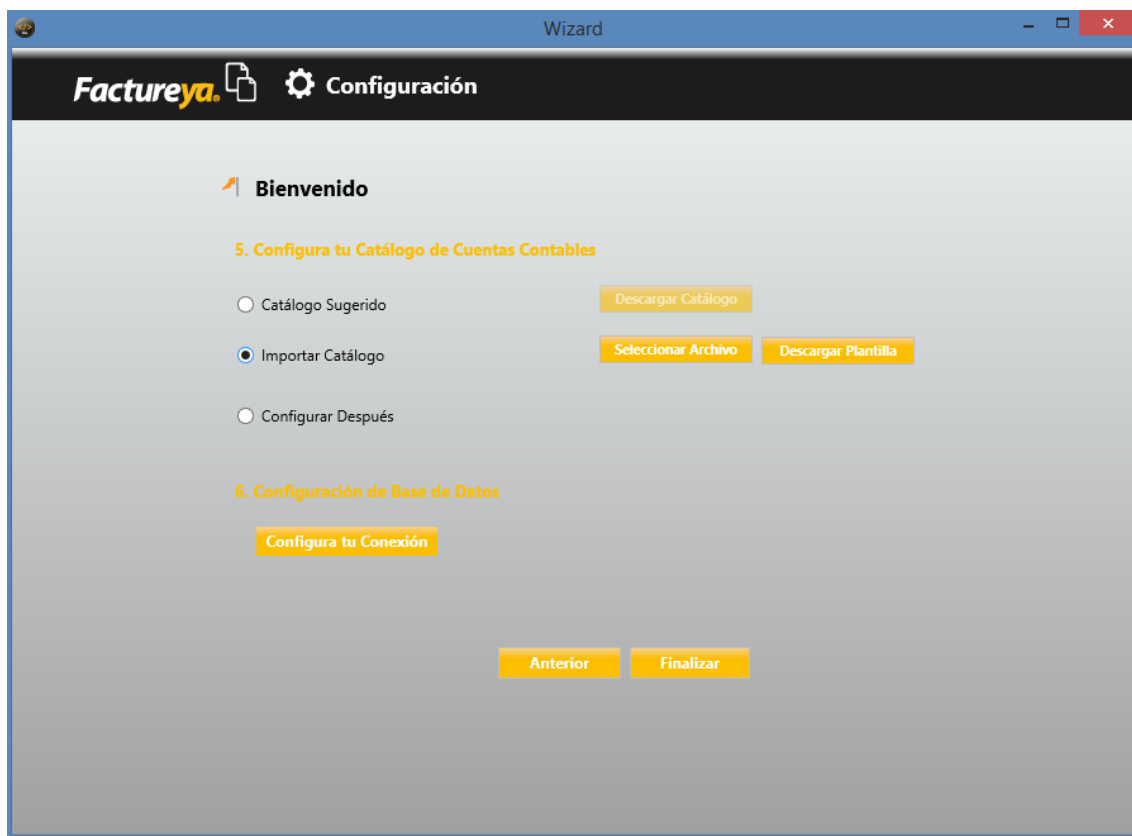 Wizard
Factureya. Configuración
Bienvenido
5. Configura tu Catálogo de Cuentas Contables
Catálogo Sugerido Descargar Catálogo
Importar Catálogo Seleccionar Archivo Descargar Plantilla
Configurar Después
6. Configuración de Base de Datos
Configura tu Conexión
Anterior Finalizar